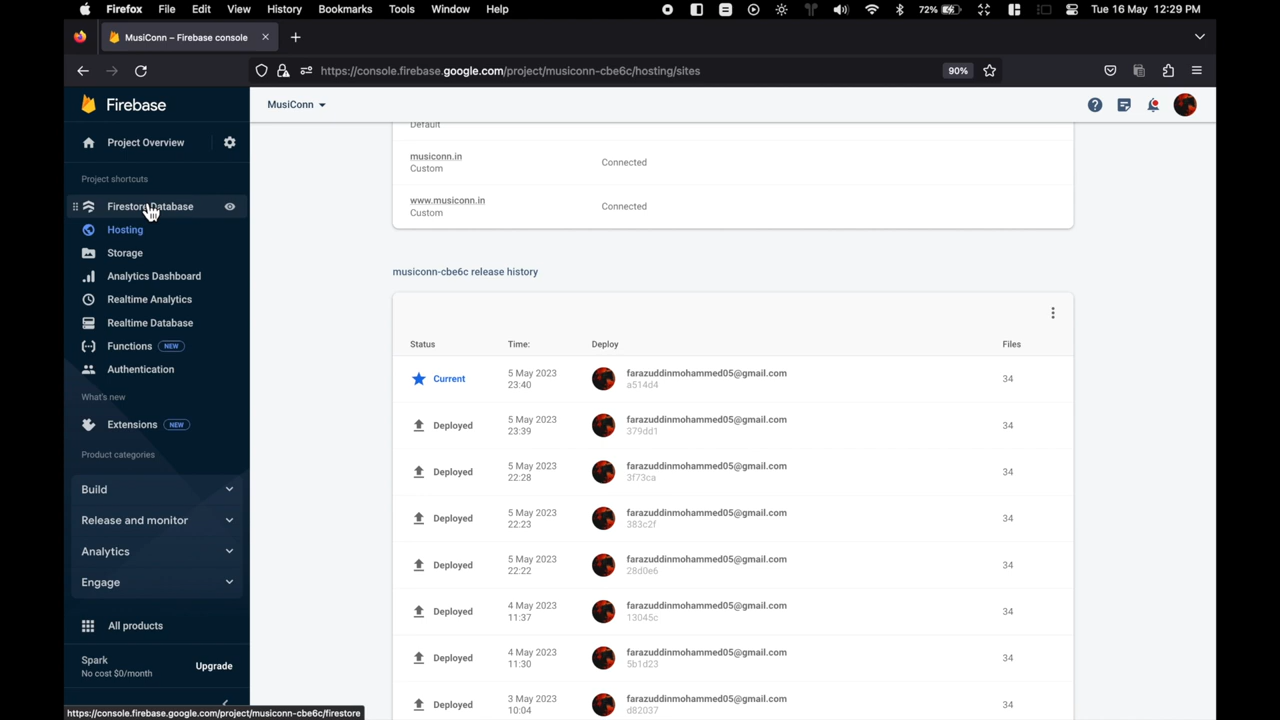 Firefox File Edit View History Bookmarks Tools Window Help 72% Tue 16 May 12:29 PM
MusiConn – Firebase console
https://console.firebase.google.com/project/musiconn-cbe6c/hosting/sites 90%
Firebase
MusiConn
Project Overview
Project shortcuts
Firestore Database
Hosting
Storage
Analytics Dashboard
Realtime Analytics
Realtime Database
Functions NEW
Authentication
What's new
Extensions NEW
Product categories
Build
Release and monitor
Analytics
Engage
All products
Spark
No cost $0/month
Upgrade
https://console.firebase.google.com/project/musiconn-cbe6c/firestore
Default
musiconn.in
Custom
Connected
www.musiconn.in
Custom
Connected
musiconn-cbe6c release history
Status Time: Deploy Files
Current 5 May 2023 23:40 farazuddinmohammed05@gmail.com a514d4 34
Deployed 5 May 2023 23:39 farazuddinmohammed05@gmail.com 379dd1 34
Deployed 5 May 2023 22:28 farazuddinmohammed05@gmail.com 3f73ca 34
Deployed 5 May 2023 22:23 farazuddinmohammed05@gmail.com 383c2f 34
Deployed 5 May 2023 22:22 farazuddinmohammed05@gmail.com 28d0e6 34
Deployed 4 May 2023 11:37 farazuddinmohammed05@gmail.com 13045c 34
Deployed 4 May 2023 11:30 farazuddinmohammed05@gmail.com 5b1d23 34
Deployed 3 May 2023 10:04 farazuddinmohammed05@gmail.com d82037 34